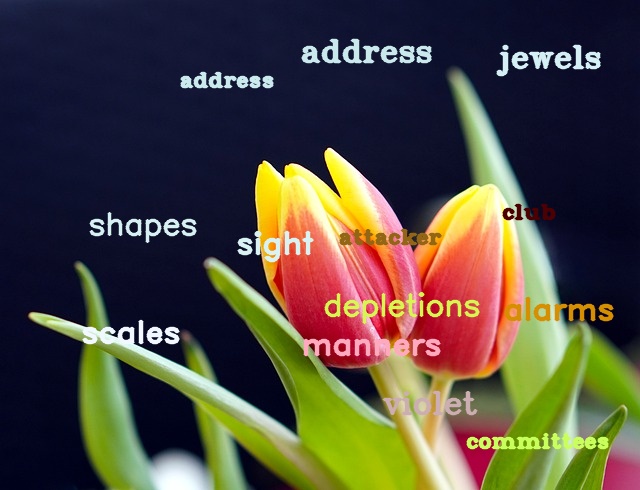 address
jewels
address
club
shapes
attacker
sight
depletions
alarms
scales
manners
violet
committees